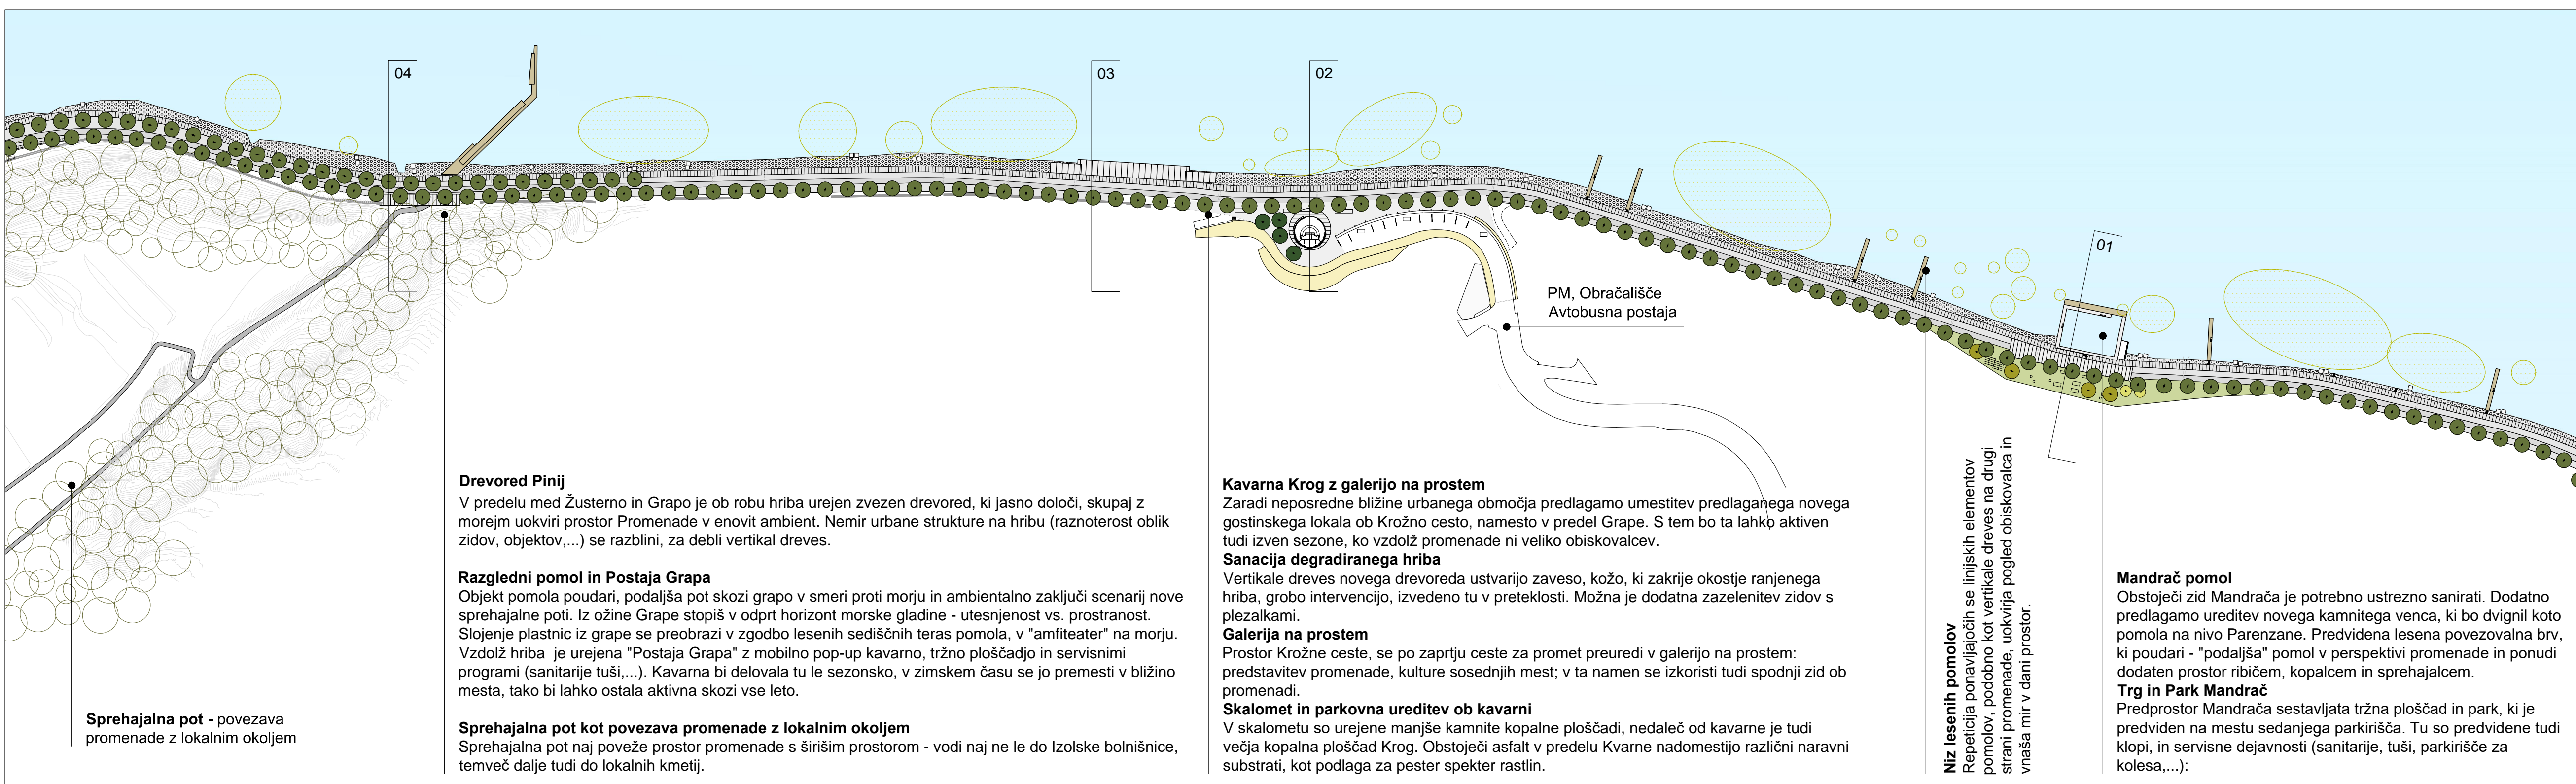 04
03
02
01
PM, Obračališče
Avtobusna postaja
Sprehajalna pot - povezava
promenade z lokalnim okoljem
Drevored Pinij
V predelu med Žusterno in Grapo je ob robu hriba urejen zvezen drevored, ki jasno določi, skupaj z
morejm uokviri prostor Promenade v enovit ambient. Nemir urbane strukture na hribu (raznoterost oblik
zidov, objektov,...) se razblini, za debli vertikal dreves.
Razgledni pomol in Postaja Grapa
Objekt pomola poudari, podaljša pot skozi grapo v smeri proti morju in ambientalno zaključi scenarij nove
sprehajalne poti. Iz ožine Grape stopiš v odprt horizont morske gladine - utesnjenost vs. prostranost.
Slojenje plastnic iz grape se preobrazi v zgodbo lesenih sediščnih teras pomola, v "amfiteater" na morju.
Vzdolž hriba je urejena "Postaja Grapa" z mobilno pop-up kavarno, tržno ploščadjo in servisnimi
programi (sanitarije tuši,...). Kavarna bi delovala tu le sezonsko, v zimskem času se jo premesti v bližino
mesta, tako bi lahko ostala aktivna skozi vse leto.
Sprehajalna pot kot povezava promenade z lokalnim okoljem
Sprehajalna pot naj poveže prostor promenade s širišim prostorom - vodi naj ne le do Izolske bolnišnice,
temveč dalje tudi do lokalnih kmetij.
Kavarna Krog z galerijo na prostem
Zaradi neposredne bližine urbanega območja predlagamo umestitev predlaganega novega
gostinskega lokala ob Krožno cesto, namesto v predel Grape. S tem bo ta lahko aktiven
tudi izven sezone, ko vzdolž promenade ni veliko obiskovalcev.
Sanacija degradiranega hriba
Vertikale dreves novega drevoreda ustvarijo zaveso, kožo, ki zakrije okostje ranjenega
hriba, grobo intervencijo, izvedeno tu v preteklosti. Možna je dodatna zazelenitev zidov s
plezalkami.
Galerija na prostem
Prostor Krožne ceste, se po zaprtju ceste za promet preuredi v galerijo na prostem:
predstavitev promenade, kulture sosednjih mest; v ta namen se izkoristi tudi spodnji zid ob
promenadi.
Skalomet in parkovna ureditev ob kavarni
V skalometu so urejene manjše kamnite kopalne ploščadi, nedaleč od kavarne je tudi
večja kopalna ploščad Krog. Obstoječi asfalt v predelu Kvarne nadomestijo različni naravni
substrati, kot podlaga za pester spekter rastlin.
Niz lesenih pomolov
Repeticija ponavljajočih se linijskih elementov
pomolov, podobno kot vertikale dreves na drugi
strani promenade, uokvirja pogled obiskovalca in
vnaša mir v dani prostor.
Mandrač pomol
Obstoječi zid Mandrača je potrebno ustrezno sanirati. Dodatno
predlagamo ureditev novega kamnitega venca, ki bo dvignil koto
pomola na nivo Parenzane. Predvidena lesena povezovalna brv,
ki poudari - "podaljša" pomol v perspektivi promenade in ponudi
dodaten prostor ribičem, kopalcem in sprehajalcem.
Trg in Park Mandrač
Predprostor Mandrača sestavljata tržna ploščad in park, ki je
predviden na mestu sedanjega parkirišča. Tu so predvidene tudi
klopi, in servisne dejavnosti (sanitarije, tuši, parkirišče za
kolesa,...):